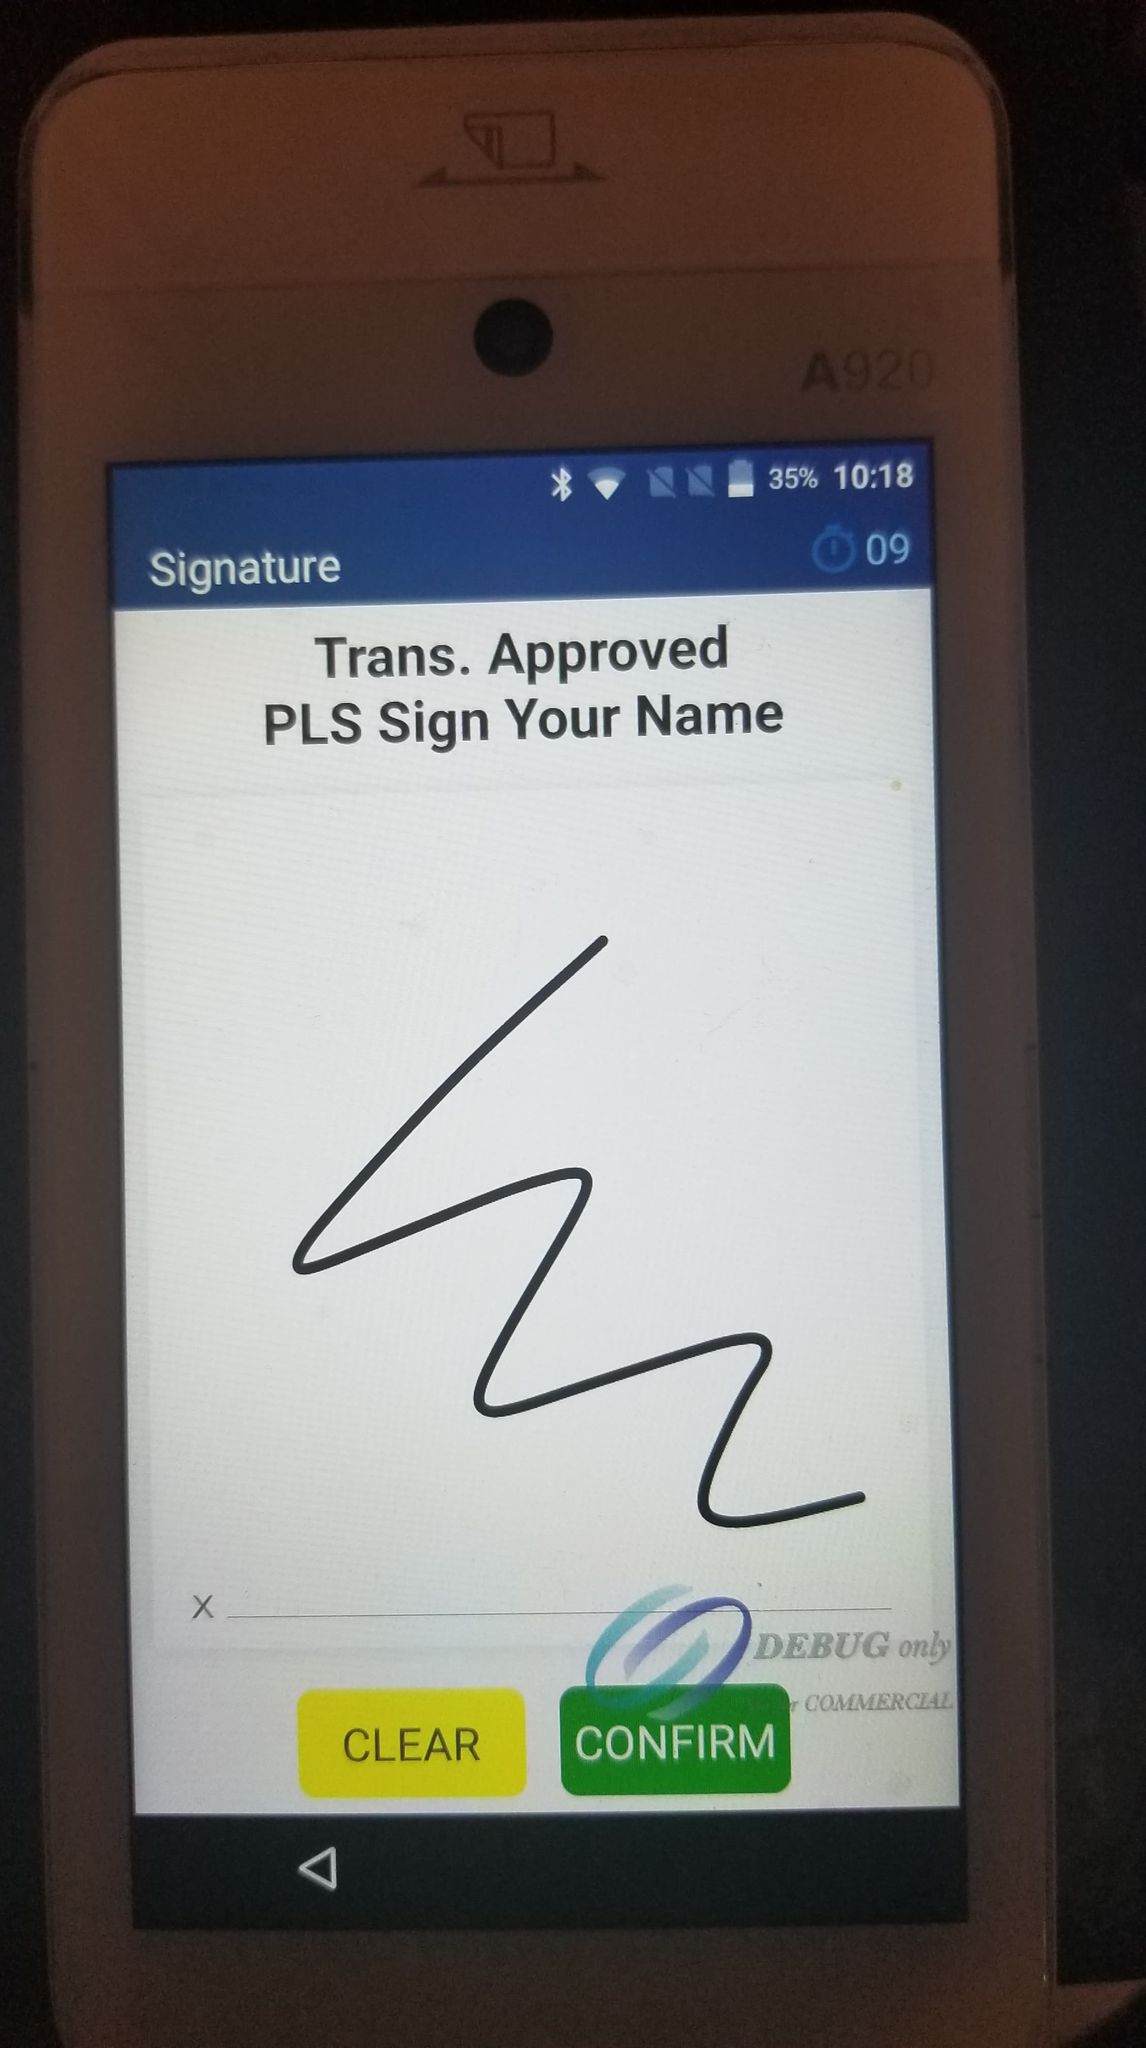 A920
35% 10:18
Signature
09
Trans. Approved
PLS Sign Your Name
X
DEBUG only
COMMERCIAL
CLEAR
CONFIRM